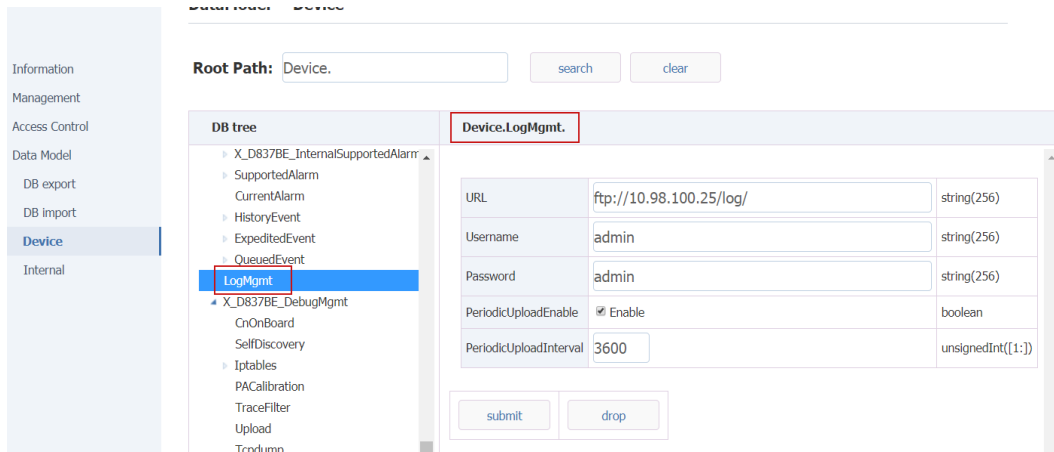 DataModel Device
Information
Management
Access Control
Data Model
DB export
DB import
Device
Internal
Root Path: Device. search clear
DB tree
X_D837BE_InternalSupportedAlarm
SupportedAlarm
CurrentAlarm
HistoryEvent
ExpeditedEvent
QueuedEvent
LogMgmt
X_D837BE_DebugMgmt
CnOnBoard
SelfDiscovery
Iptables
PACalibration
TraceFilter
Upload
Tcpdump
Device.LogMgmt.
URL ftp://10.98.100.25/log/ string(256)
Username admin string(256)
Password admin string(256)
PeriodicUploadEnable Enable boolean
PeriodicUploadInterval 3600 unsignedInt([1:])
submit drop